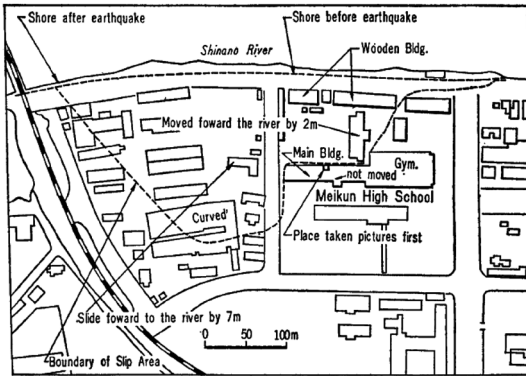 Shore after earthquake
Shore before earthquake
Shinano River
Wooden Bldg.
Moved foward the river by 2m
Main Bldg.
Gym.
not moved
Meikun High School
Curved
Place taken pictures first
Slide foward to the river by 7m
0 50 100m
Boundary of Slip Area